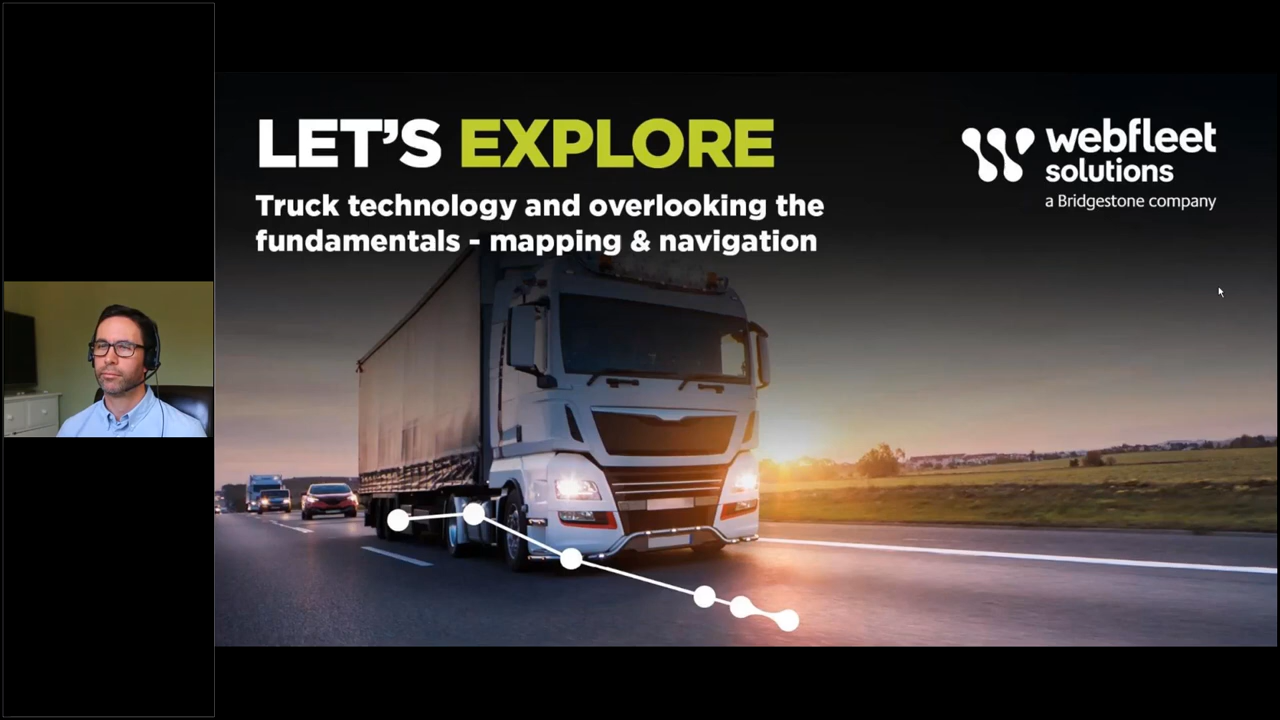 LET'S EXPLORE
Truck technology and overlooking the
fundamentals - mapping & navigation
webfleet
solutions
a Bridgestone company